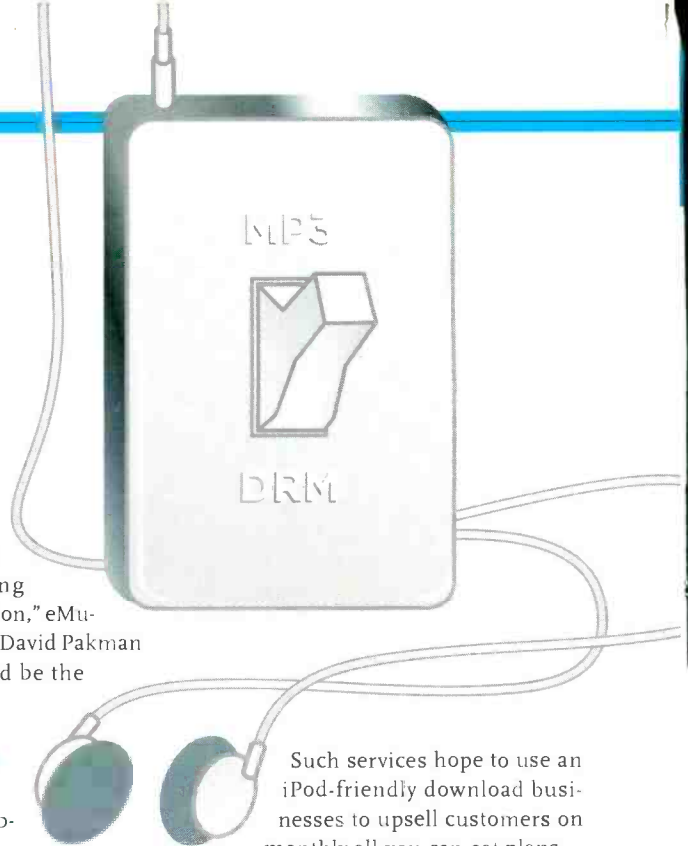 MP3
DRM
ng
on," eMu-
David Pakman
d be the
Such services hope to use an
iPod-friendly download busi-
nesses to upsell customers on